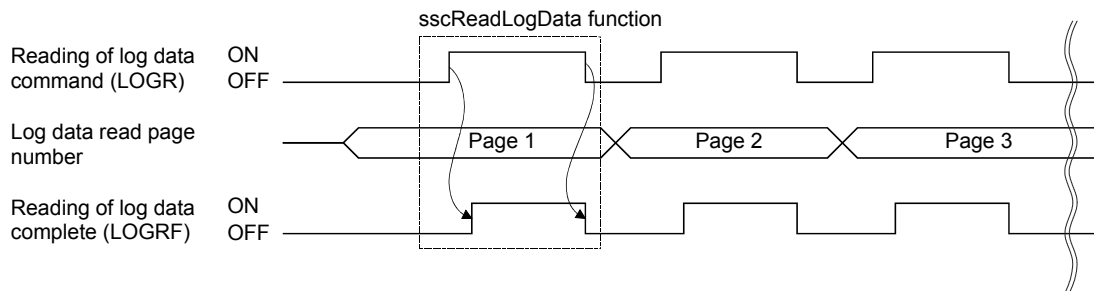 sscReadLogData function
Reading of log data
command (LOGR)
ON
OFF
Log data read page
number
Page 1
Page 2
Page 3
Reading of log data
complete (LOGRF)
ON
OFF